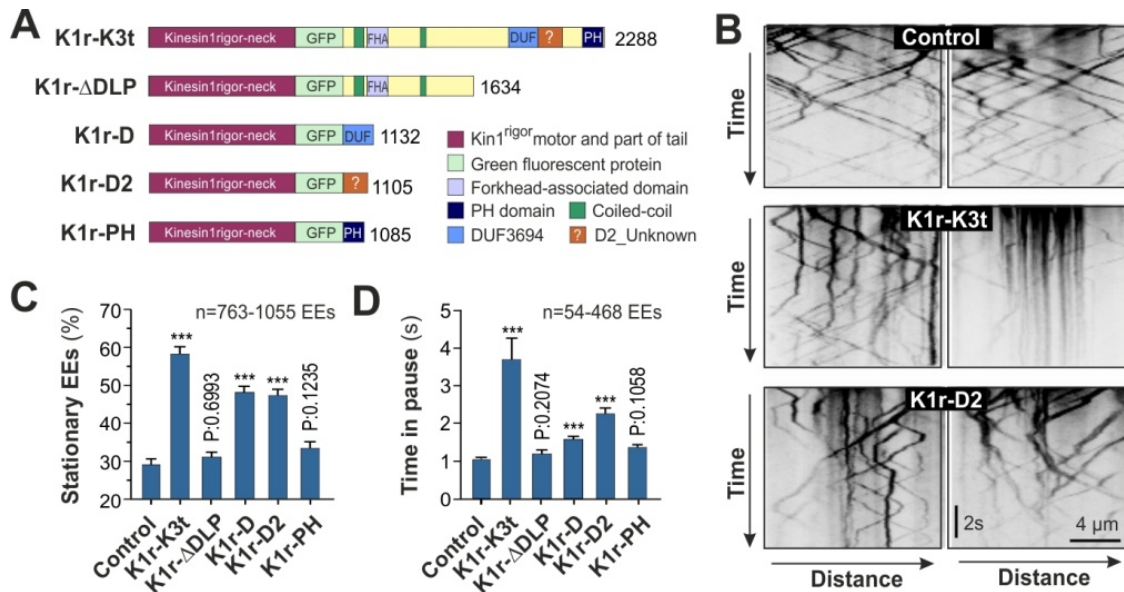 A
K1r-K3t
Kinesin1rigor-neck GFP FHA DUF ? PH 2288
K1r-ΔDLP
Kinesin1rigor-neck GFP FHA 1634
K1r-D
Kinesin1rigor-neck GFP DUF 1132
K1r-D2
Kinesin1rigor-neck GFP ? 1105
K1r-PH
Kinesin1rigor-neck GFP PH 1085
Kin1rigor motor and part of tail
Green fluorescent protein
Forkhead-associated domain
PH domain Coiled-coil
DUF3694 ? D2_Unknown
B
Control
Time
K1r-K3t
Time
K1r-D2
Time
2s
4 µm
Distance Distance
C
n=763-1055 EEs
Stationary EEs (%)
70
60
50
40
30
20
***
P:0.6993
***
***
P:0.1235
Control
K1r-K3t
K1r-ΔDLP
K1r-D
K1r-D2
K1r-PH
D
n=54-468 EEs
Time in pause (s)
5
4
3
2
1
0
***
P:0.2074
***
***
P:0.1058
Control
K1r-K3t
K1r-ΔDLP
K1r-D
K1r-D2
K1r-PH